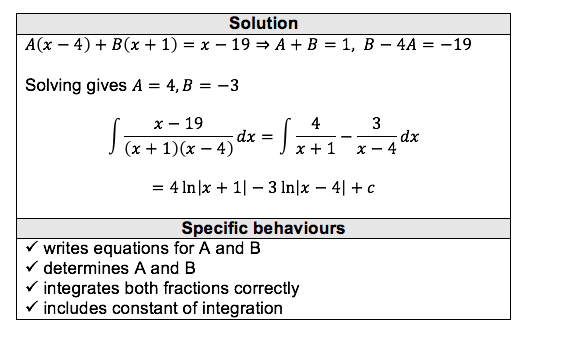 Solution
A(x − 4) + B(x + 1) = x − 19 ⇒ A + B = 1, B − 4A = −19
Solving gives A = 4, B = −3
∫ (x − 19)/((x + 1)(x − 4)) dx = ∫ 4/(x + 1) − 3/(x − 4) dx
= 4 ln|x + 1| − 3 ln|x − 4| + c
Specific behaviours
✓ writes equations for A and B
✓ determines A and B
✓ integrates both fractions correctly
✓ includes constant of integration